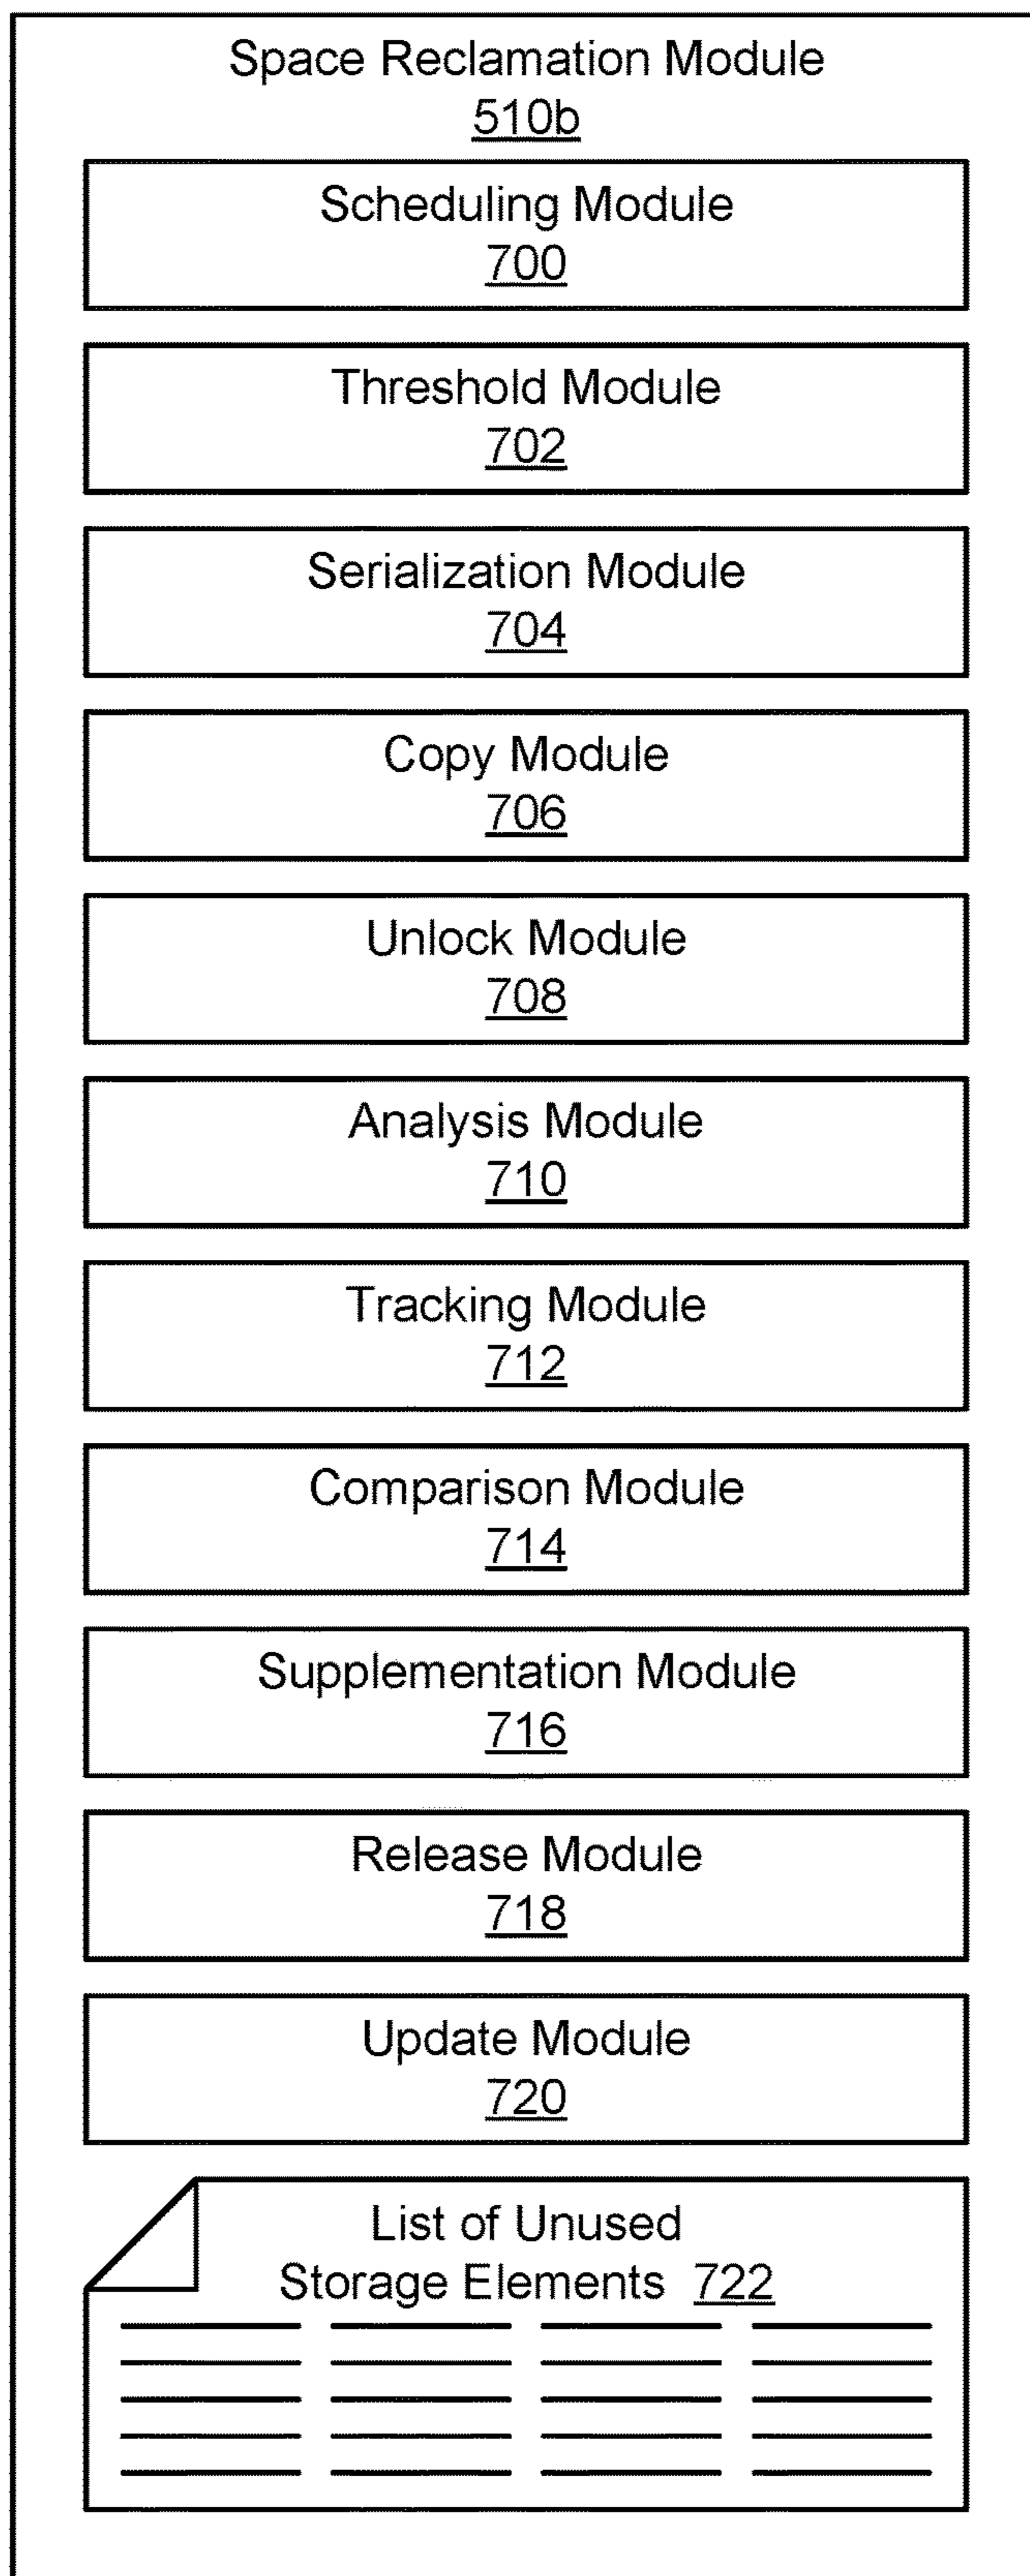 Space Reclamation Module
510b
Scheduling Module
700
Threshold Module
702
Serialization Module
704
Copy Module
706
Unlock Module
708
Analysis Module
710
Tracking Module
712
Comparison Module
714
Supplementation Module
716
Release Module
718
Update Module
720
List of Unused
Storage Elements 722